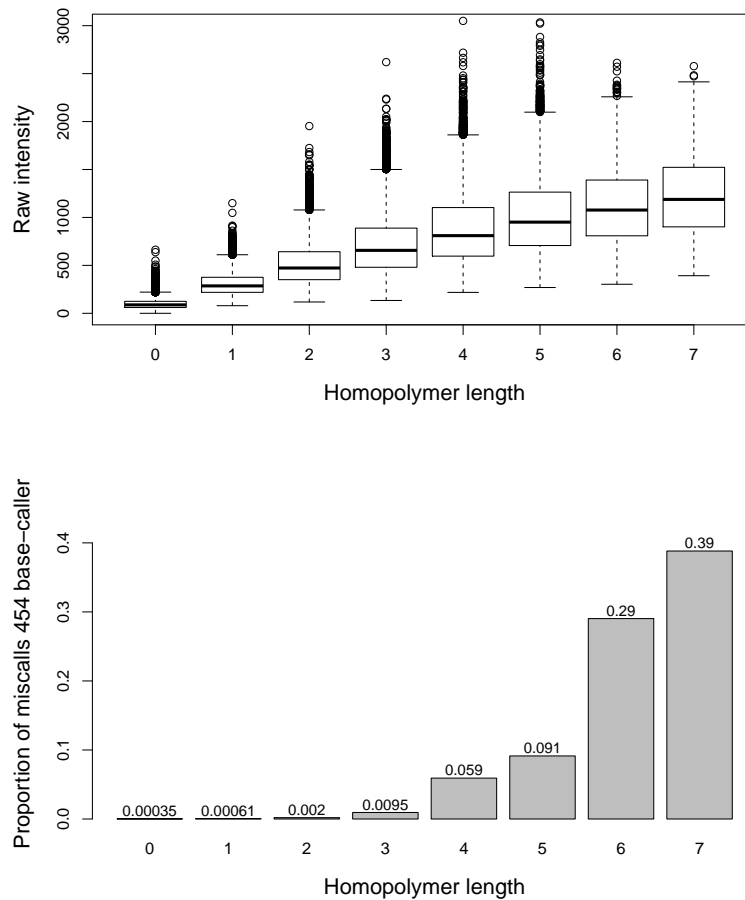 Raw intensity
3000
2000
1000
500
0
0 1 2 3 4 5 6 7
Homopolymer length
Proportion of miscalls 454 base−caller
0.4
0.3
0.2
0.1
0.0
0.00035 0.00061 0.002 0.0095 0.059 0.091 0.29 0.39
0 1 2 3 4 5 6 7
Homopolymer length